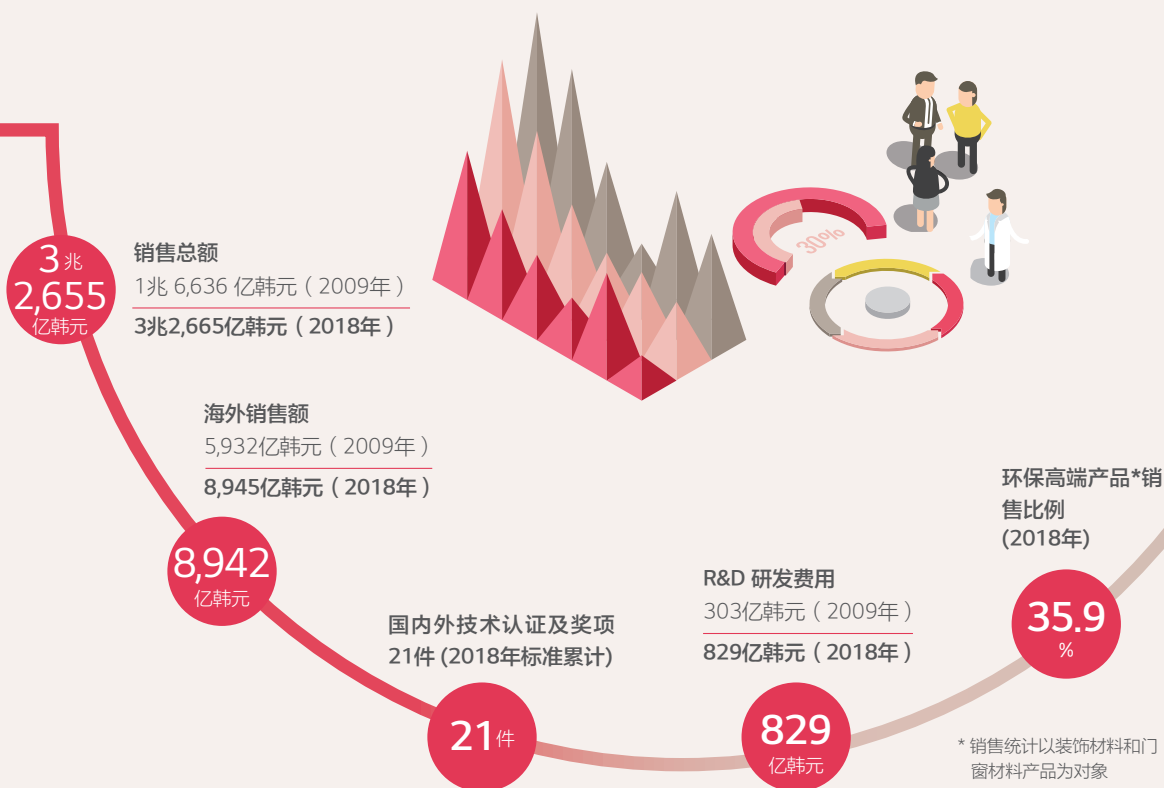 3兆
2,655
亿韩元
销售总额
1兆 6,636 亿韩元（2009年）
3兆2,665亿韩元（2018年）
30%
海外销售额
5,932亿韩元（2009年）
8,945亿韩元（2018年）
8,942
亿韩元
国内外技术认证及奖项
21件 (2018年标准累计)
21件
R&D 研发费用
303亿韩元（2009年）
829亿韩元（2018年）
829
亿韩元
环保高端产品*销
售比例
(2018年)
35.9
%
* 销售统计以装饰材料和门
窗材料产品为对象